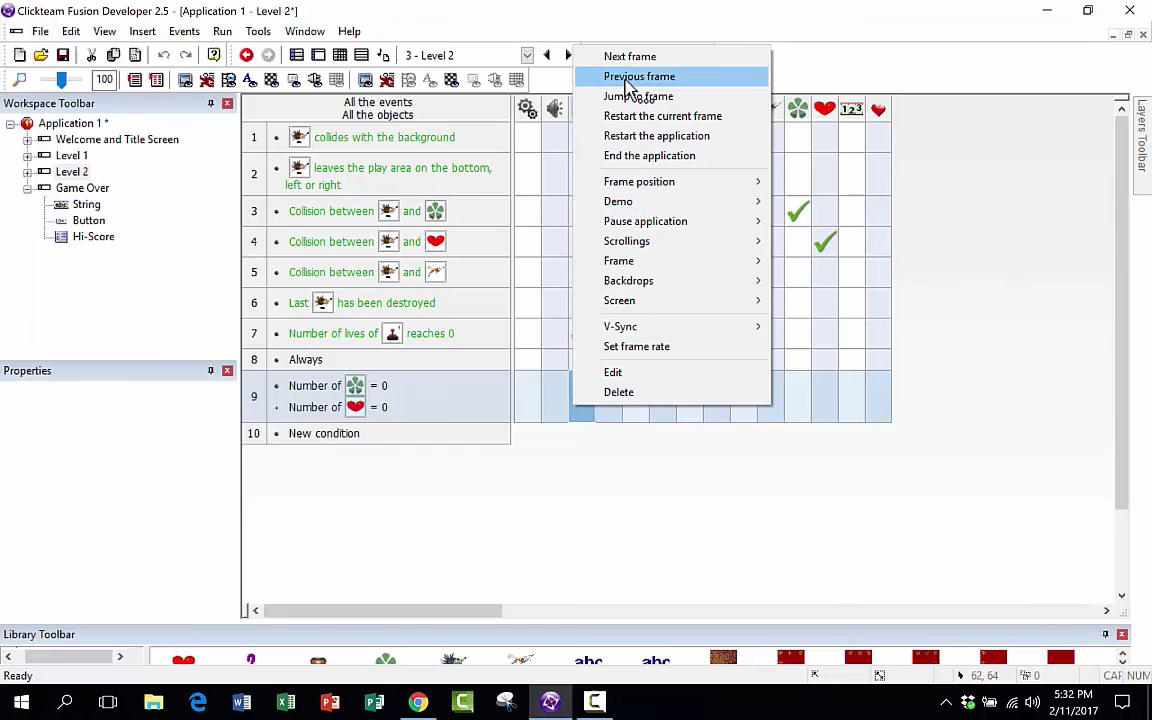 Clickteam Fusion Developer 2.5 - [Application 1 - Level 2*]
File Edit View Insert Events Run Tools Window Help
3 - Level 2
100
Workspace Toolbar
Application 1 *
Welcome and Title Screen
Level 1
Level 2
Game Over
String
Button
Hi-Score
Properties
All the events
All the objects
1 • collides with the background
2 • leaves the play area on the bottom,
left or right
3 • Collision between and
4 • Collision between and
5 • Collision between and
6 • Last has been destroyed
7 • Number of lives of reaches 0
8 • Always
9 • Number of = 0
• Number of = 0
10 • New condition
Next frame
Previous frame
frame
Restart the current frame
Restart the application
End the application
Frame position
Demo
Pause application
Scrollings
Frame
Backdrops
Screen
V-Sync
Set frame rate
Edit
Delete
123
Layers Toolbar
Library Toolbar
abc
abc
Ready
62, 64
0
CAP NUM
5:32 PM
2/11/2017